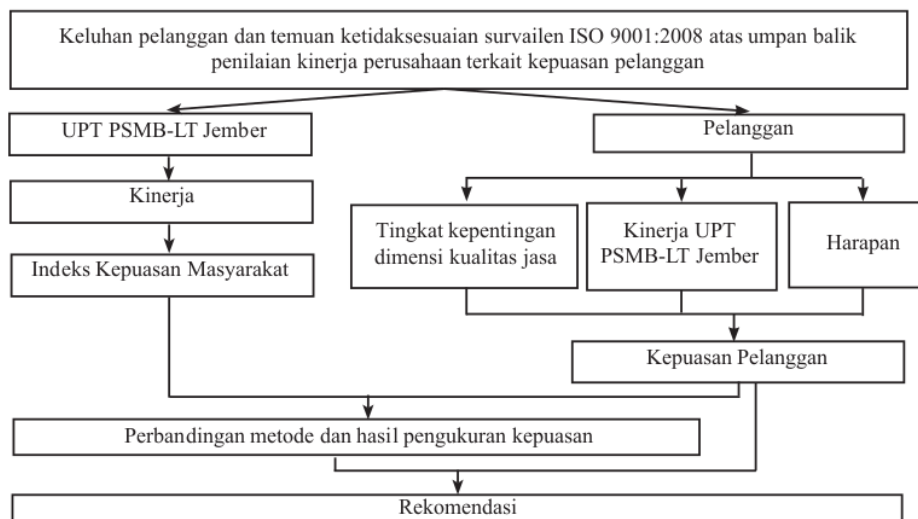 Keluhan pelanggan dan temuan ketidaksesuaian survailen ISO 9001:2008 atas umpan balik
penilaian kinerja perusahaan terkait kepuasan pelanggan
UPT PSMB-LT Jember
Pelanggan
Kinerja
Tingkat kepentingan
dimensi kualitas jasa
Kinerja UPT
PSMB-LT Jember
Harapan
Indeks Kepuasan Masyarakat
Kepuasan Pelanggan
Perbandingan metode dan hasil pengukuran kepuasan
Rekomendasi